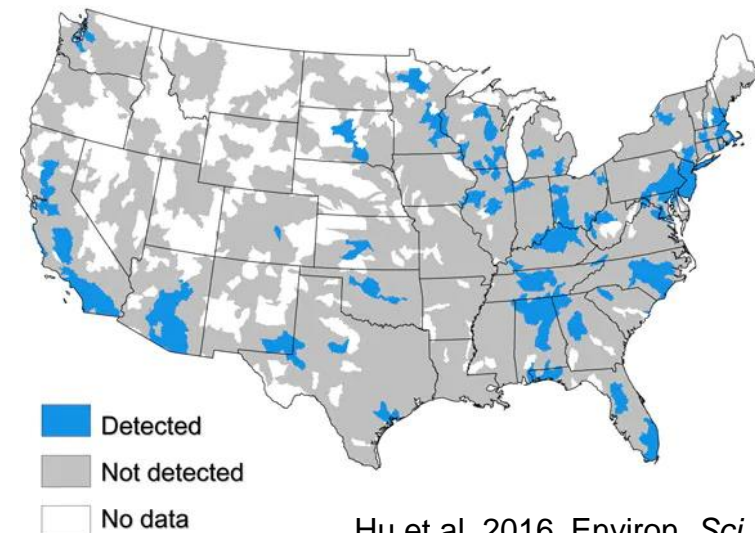 Detected
Not detected
No data
Hu et al. 2016, Environ. Sci